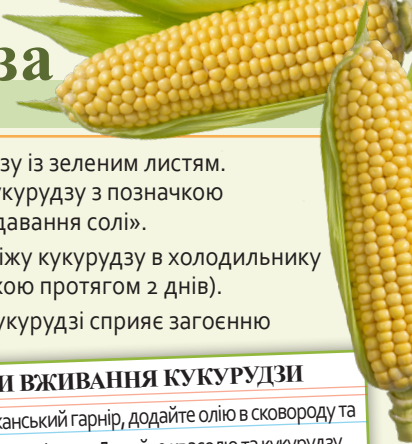 за
зу із зеленим листям.
укурудзу з позначкою
давання солі».
іжу кукурудзу в холодильнику
кою протягом 2 днів).
укурудзі сприяє загоєнню
И ВЖИВАННЯ КУКУРУДЗИ
канський гарнір, додайте олію в сковороду та